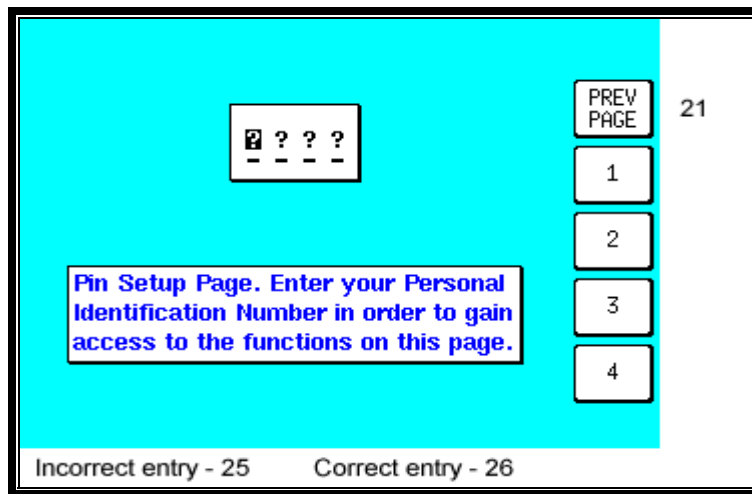 PREV
PAGE
21
? ? ? ?
1
2
Pin Setup Page. Enter your Personal
Identification Number in order to gain
access to the functions on this page.
3
4
Incorrect entry - 25 Correct entry - 26